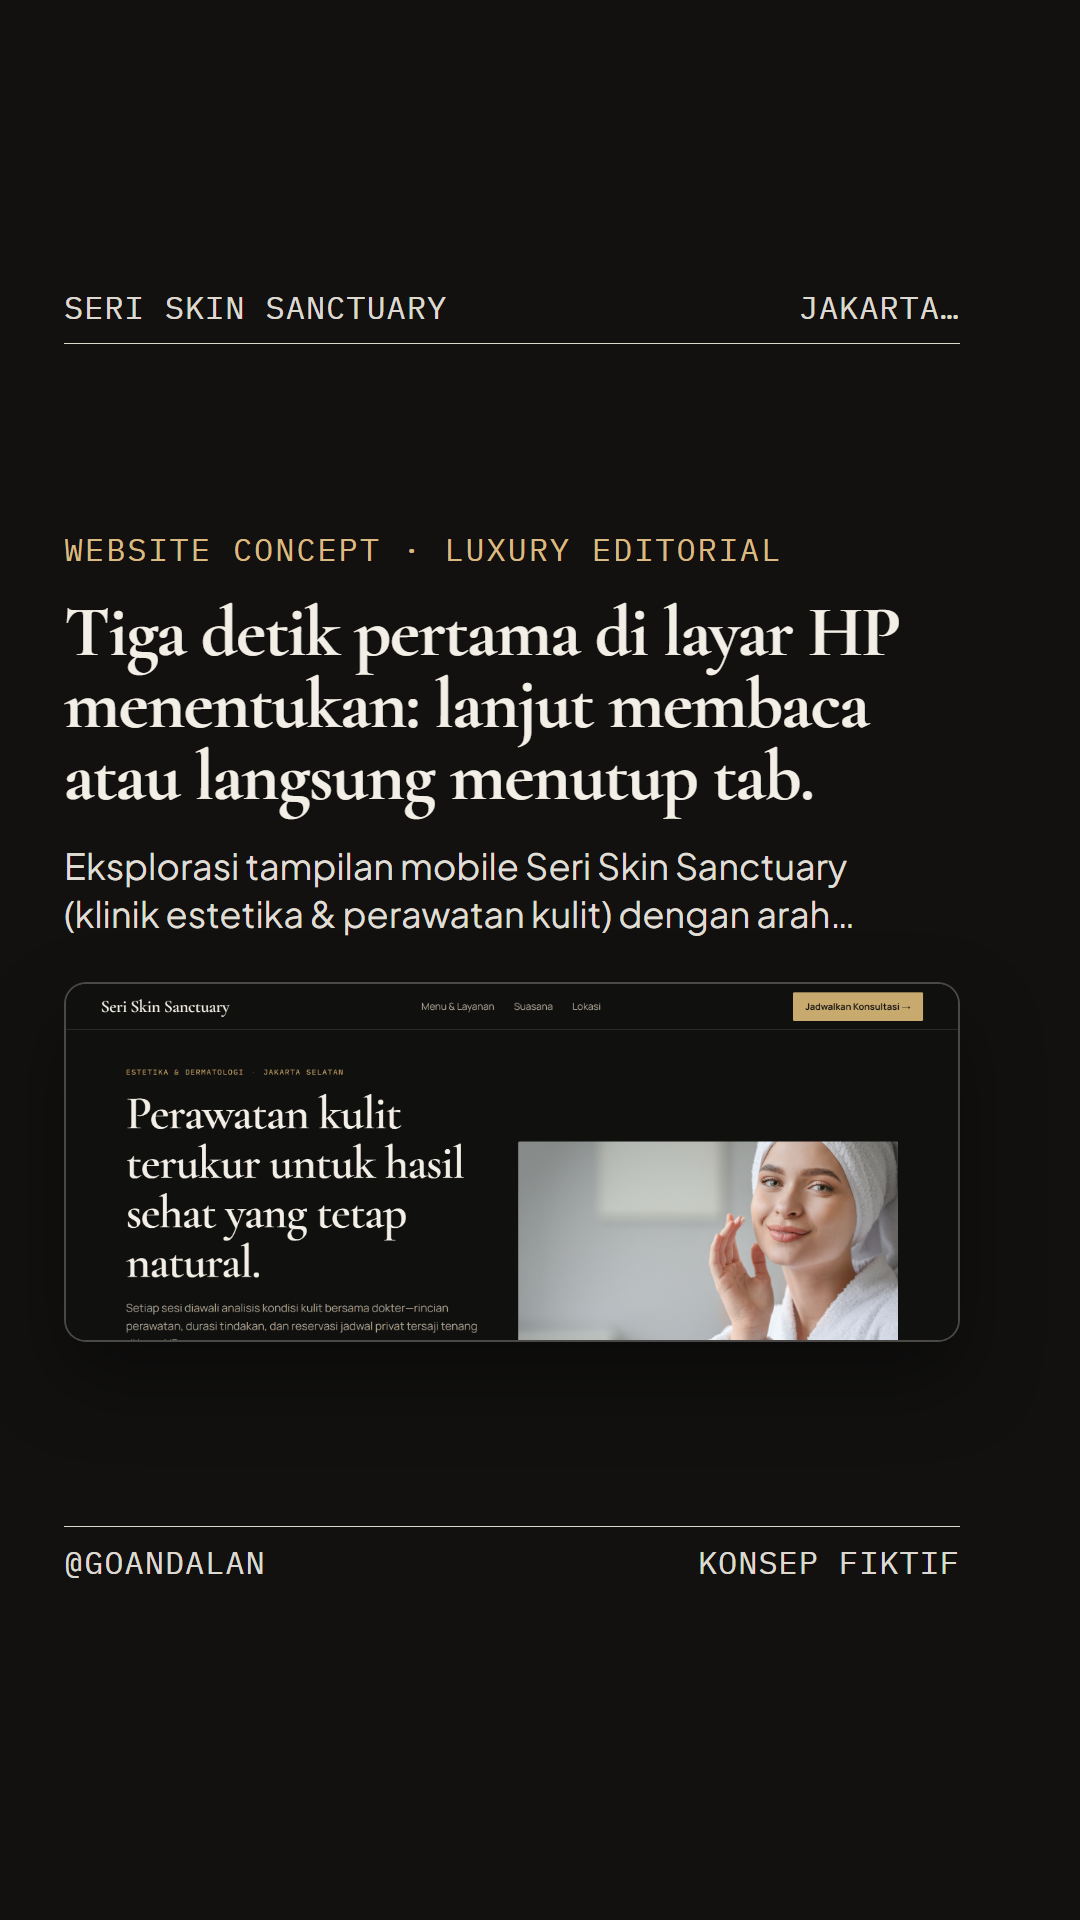 SERI SKIN SANCTUARY
JAKARTA…
WEBSITE CONCEPT · LUXURY EDITORIAL
Tiga detik pertama di layar HP
menentukan: lanjut membaca
atau langsung menutup tab.
Eksplorasi tampilan mobile Seri Skin Sanctuary
(klinik estetika & perawatan kulit) dengan arah…
Seri Skin Sanctuary
Menu & Layanan
Suasana
Lokasi
Jadwalkan Konsultasi →
ESTETIKA & DERMATOLOGI · JAKARTA SELATAN
Perawatan kulit
terukur untuk hasil
sehat yang tetap
natural.
Setiap sesi diawali analisis kondisi kulit bersama dokter—rincian
perawatan, durasi tindakan, dan reservasi jadwal privat tersaji tenang
@GOANDALAN
KONSEP FIKTIF